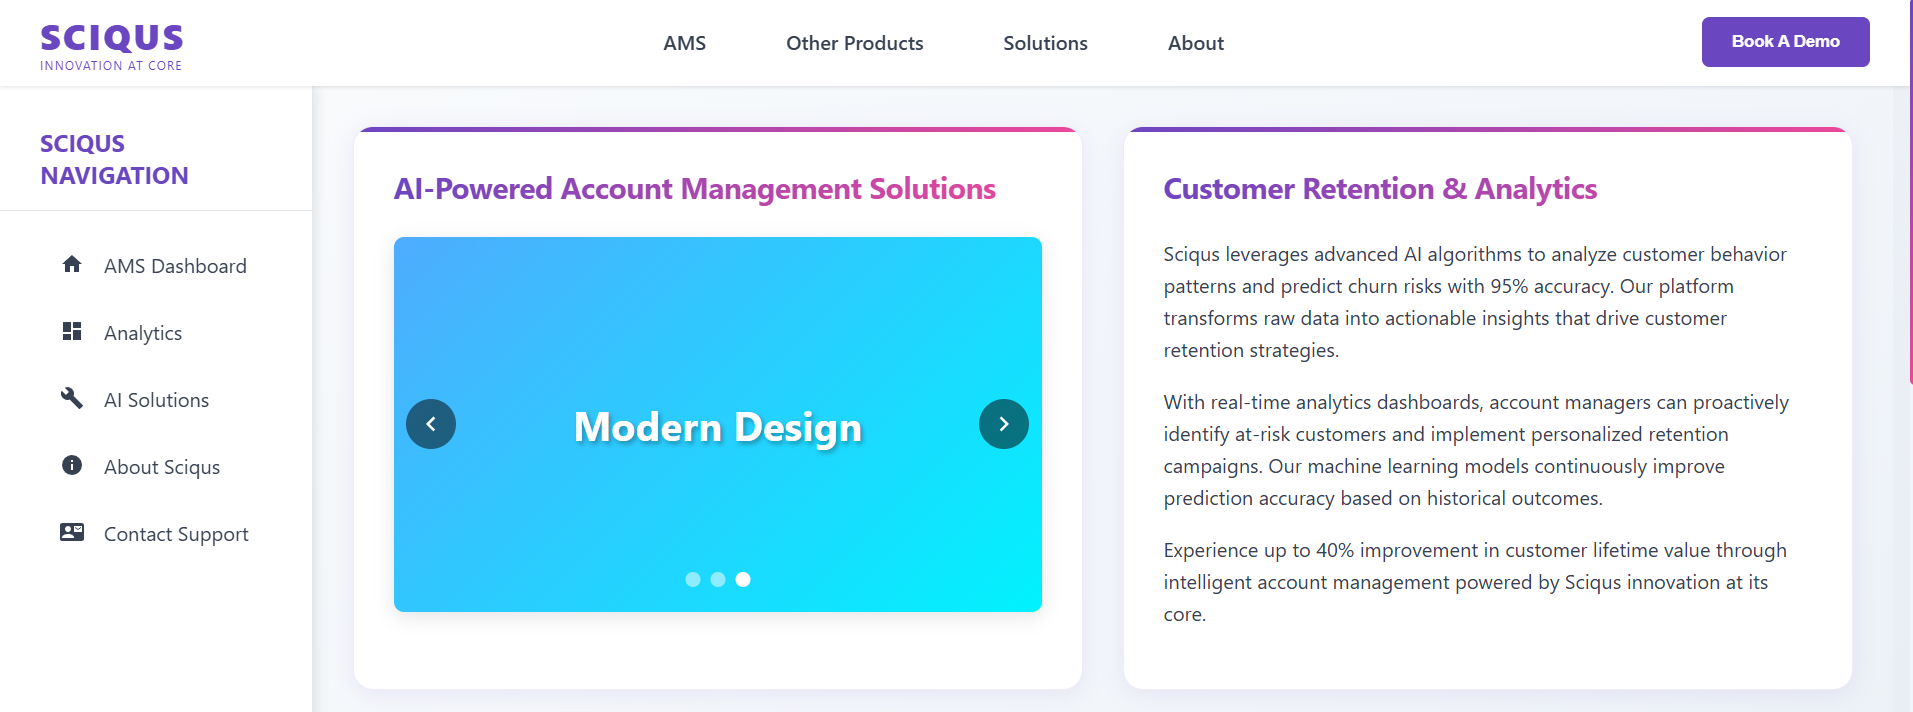 SCIQUS
INNOVATION AT CORE
AMS
Other Products
Solutions
About
Book A Demo
SCIQUS
NAVIGATION
AMS Dashboard
Analytics
AI Solutions
About Sciqus
Contact Support
AI-Powered Account Management Solutions
Modern Design
Customer Retention & Analytics
Sciqus leverages advanced AI algorithms to analyze customer behavior
patterns and predict churn risks with 95% accuracy. Our platform
transforms raw data into actionable insights that drive customer
retention strategies.
With real-time analytics dashboards, account managers can proactively
identify at-risk customers and implement personalized retention
campaigns. Our machine learning models continuously improve
prediction accuracy based on historical outcomes.
Experience up to 40% improvement in customer lifetime value through
intelligent account management powered by Sciqus innovation at its
core.